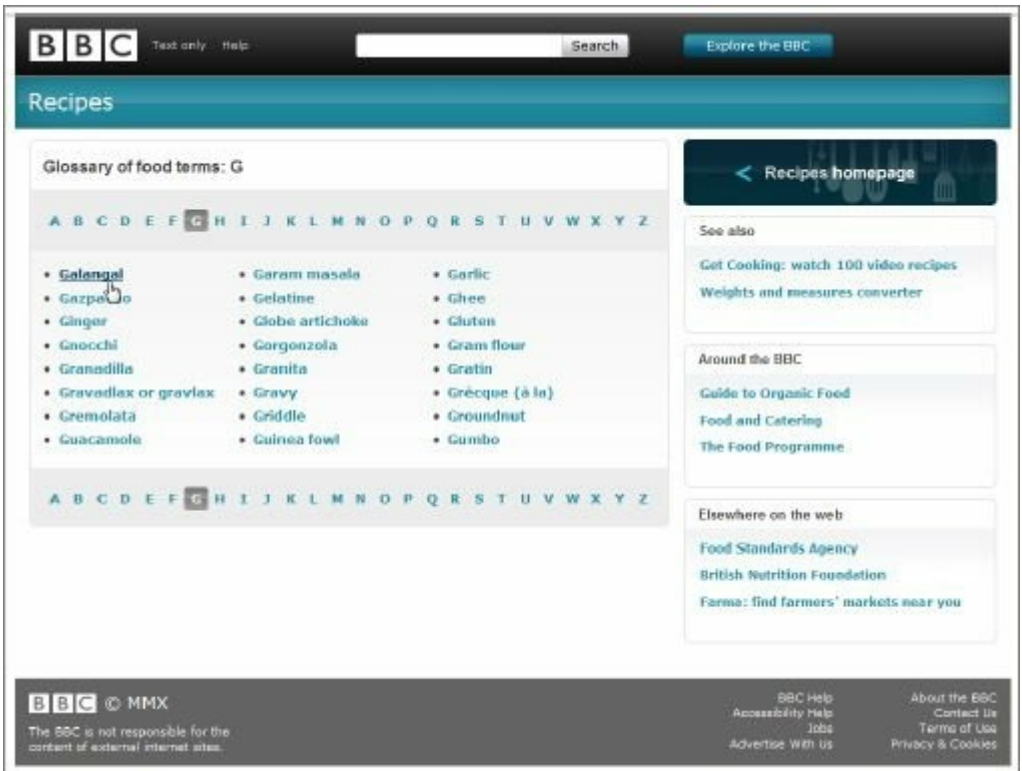 BBC Text only Help Search Explore the BBC
Recipes
Glossary of food terms: G
A B C D E F G H I J K L M N O P Q R S T U V W X Y Z
Galangal Garam masala Garlic
Gelatine Ghee
Ginger Globe artichoke Gluten
Gnocchi Gorgonzola Gram flour
Granadilla Granita Gratin
Gravadlax or gravlax Gravy Grècque (à la)
Gremolata Griddle Groundnut
Guacamole Guinea fowl Gumbo
A B C D E F G H I J K L M N O P Q R S T U V W X Y Z
< Recipes homepage
See also
Get Cooking: watch 100 video recipes
Weights and measures converter
Around the BBC
Guide to Organic Food
Food and Catering
The Food Programme
Elsewhere on the web
Food Standards Agency
British Nutrition Foundation
Farma: find farmers' markets near you
BBC © MMX
The BBC is not responsible for the
content of external internet sites.
BBC Help About the BBC
Accessibility Help Contact Us
Jobs Terms of Use
Advertise With Us Privacy & Cookies